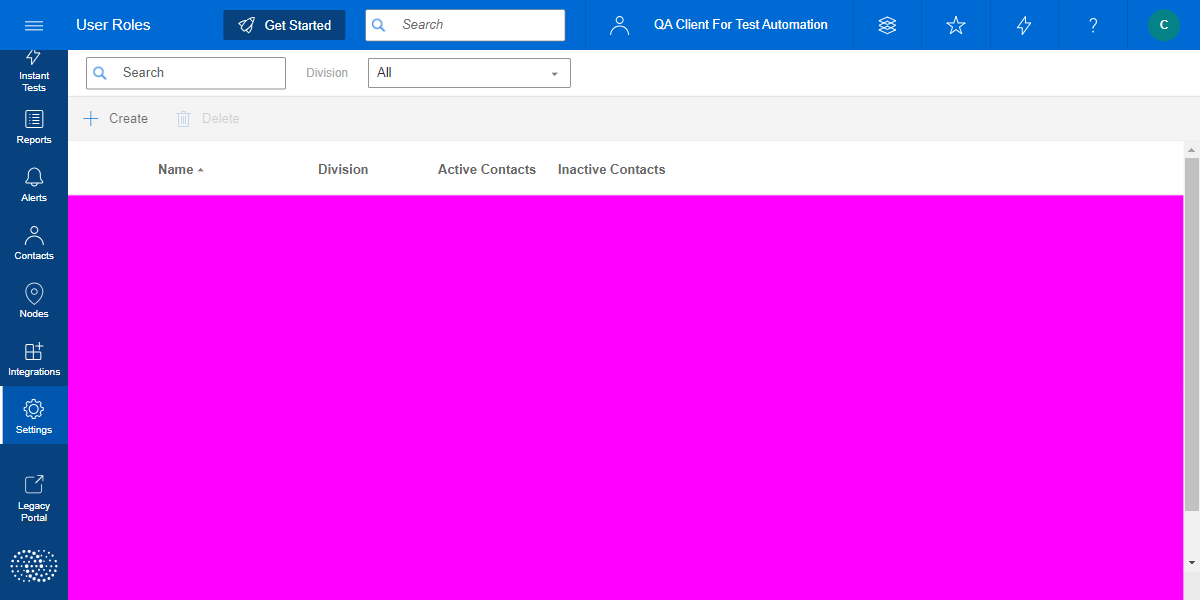 User Roles
Get Started
Search
QA Client For Test Automation
?
C
Instant
Tests
Reports
Alerts
Contacts
Nodes
Integrations
Settings
Legacy
Portal
Search
Division
All
Create
Delete
Name
Division
Active Contacts
Inactive Contacts